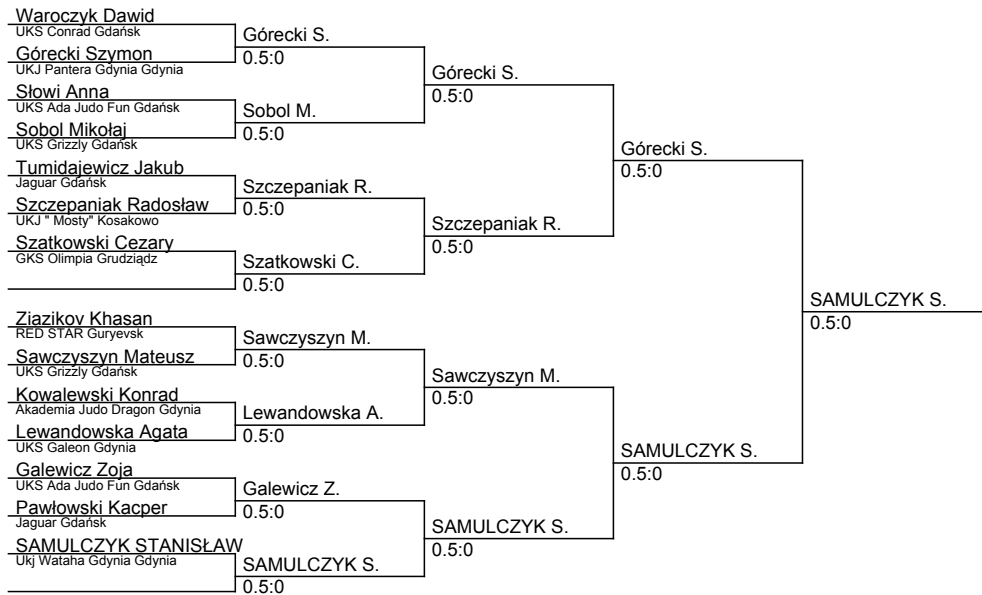 Waroczyk Dawid
UKS Conrad Gdańsk
Górecki Szymon
UKJ Pantera Gdynia Gdynia
Słowi Anna
UKS Ada Judo Fun Gdańsk
Sobol Mikołaj
UKS Grizzly Gdańsk
Tumidajewicz Jakub
Jaguar Gdańsk
Szczepaniak Radosław
UKJ " Mosty" Kosakowo
Szatkowski Cezary
GKS Olimpia Grudziądz
Ziazikov Khasan
RED STAR Guryevsk
Sawczyszyn Mateusz
UKS Grizzly Gdańsk
Kowalewski Konrad
Akademia Judo Dragon Gdynia
Lewandowska Agata
UKS Galeon Gdynia
Galewicz Zoja
UKS Ada Judo Fun Gdańsk
Pawłowski Kacper
Jaguar Gdańsk
SAMULCZYK STANISŁAW
Ukj Wataha Gdynia Gdynia
Górecki S.
0.5:0
Sobol M.
0.5:0
Szczepaniak R.
0.5:0
Szatkowski C.
0.5:0
Sawczyszyn M.
0.5:0
Lewandowska A.
0.5:0
Galewicz Z.
0.5:0
SAMULCZYK S.
0.5:0
Górecki S.
0.5:0
Szczepaniak R.
0.5:0
Sawczyszyn M.
0.5:0
SAMULCZYK S.
0.5:0
Górecki S.
0.5:0
SAMULCZYK S.
0.5:0
SAMULCZYK S.
0.5:0